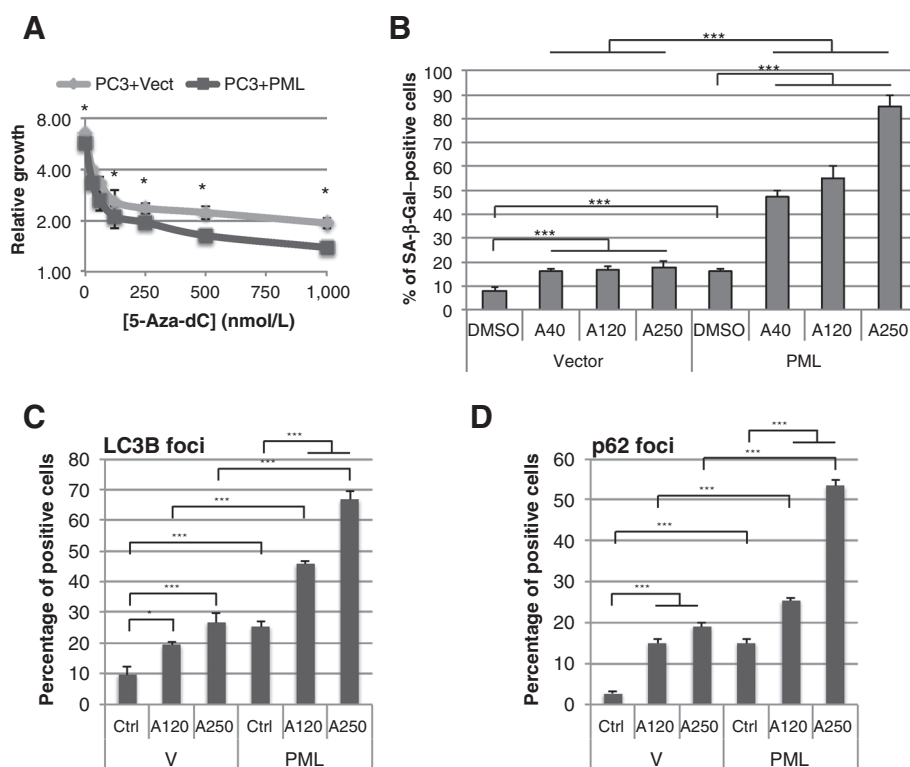 A
PC3+Vect PC3+PML
*
8.00
4.00
2.00
1.00
* * * *
Relative growth
0 250 500 750 1,000
[5-Aza-dC] (nmol/L)
B
***
***
***
***
100
90
80
70
60
50
40
30
20
10
0
% of SA-β-Gal–positive cells
DMSO A40 A120 A250 DMSO A40 A120 A250
Vector PML
C
LC3B foci
***
***
***
***
***
*
80
70
60
50
40
30
20
10
0
Percentage of positive cells
Ctrl A120 A250 Ctrl A120 A250
V PML
D
p62 foci
***
***
***
***
***
60
50
40
30
20
10
0
Percentage of positive cells
Ctrl A120 A250 Ctrl A120 A250
V PML